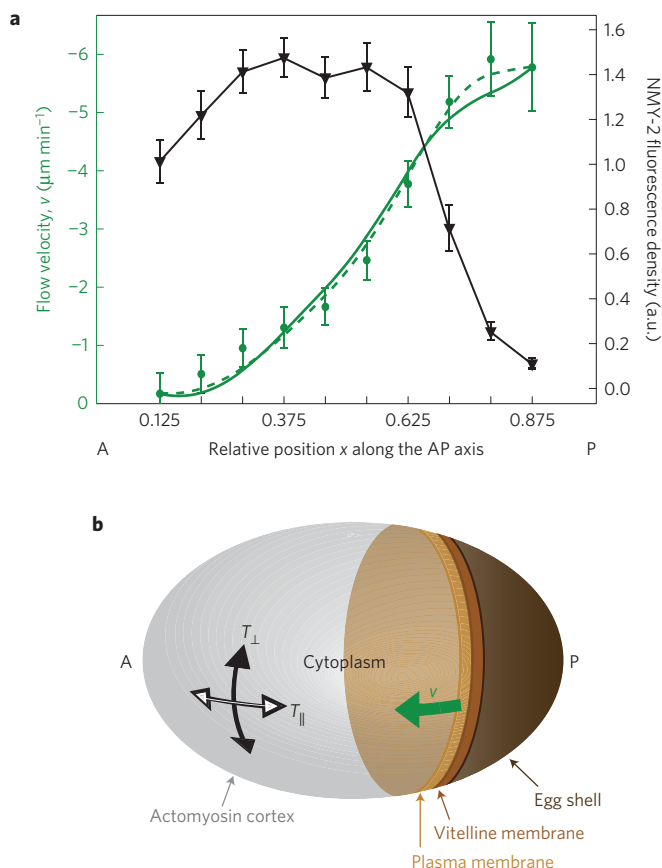 a
−6
−5
−4
−3
−2
−1
0
Flow velocity, v (μm min⁻¹)
1.6
1.4
1.2
1.0
0.8
0.6
0.4
0.2
0.0
NMY-2 fluorescence density (a.u.)
0.125 0.375 0.625 0.875
A Relative position x along the AP axis P
b
T⊥
A Cytoplasm P
v
T∥
Egg shell
Actomyosin cortex
Vitelline membrane
Plasma membrane